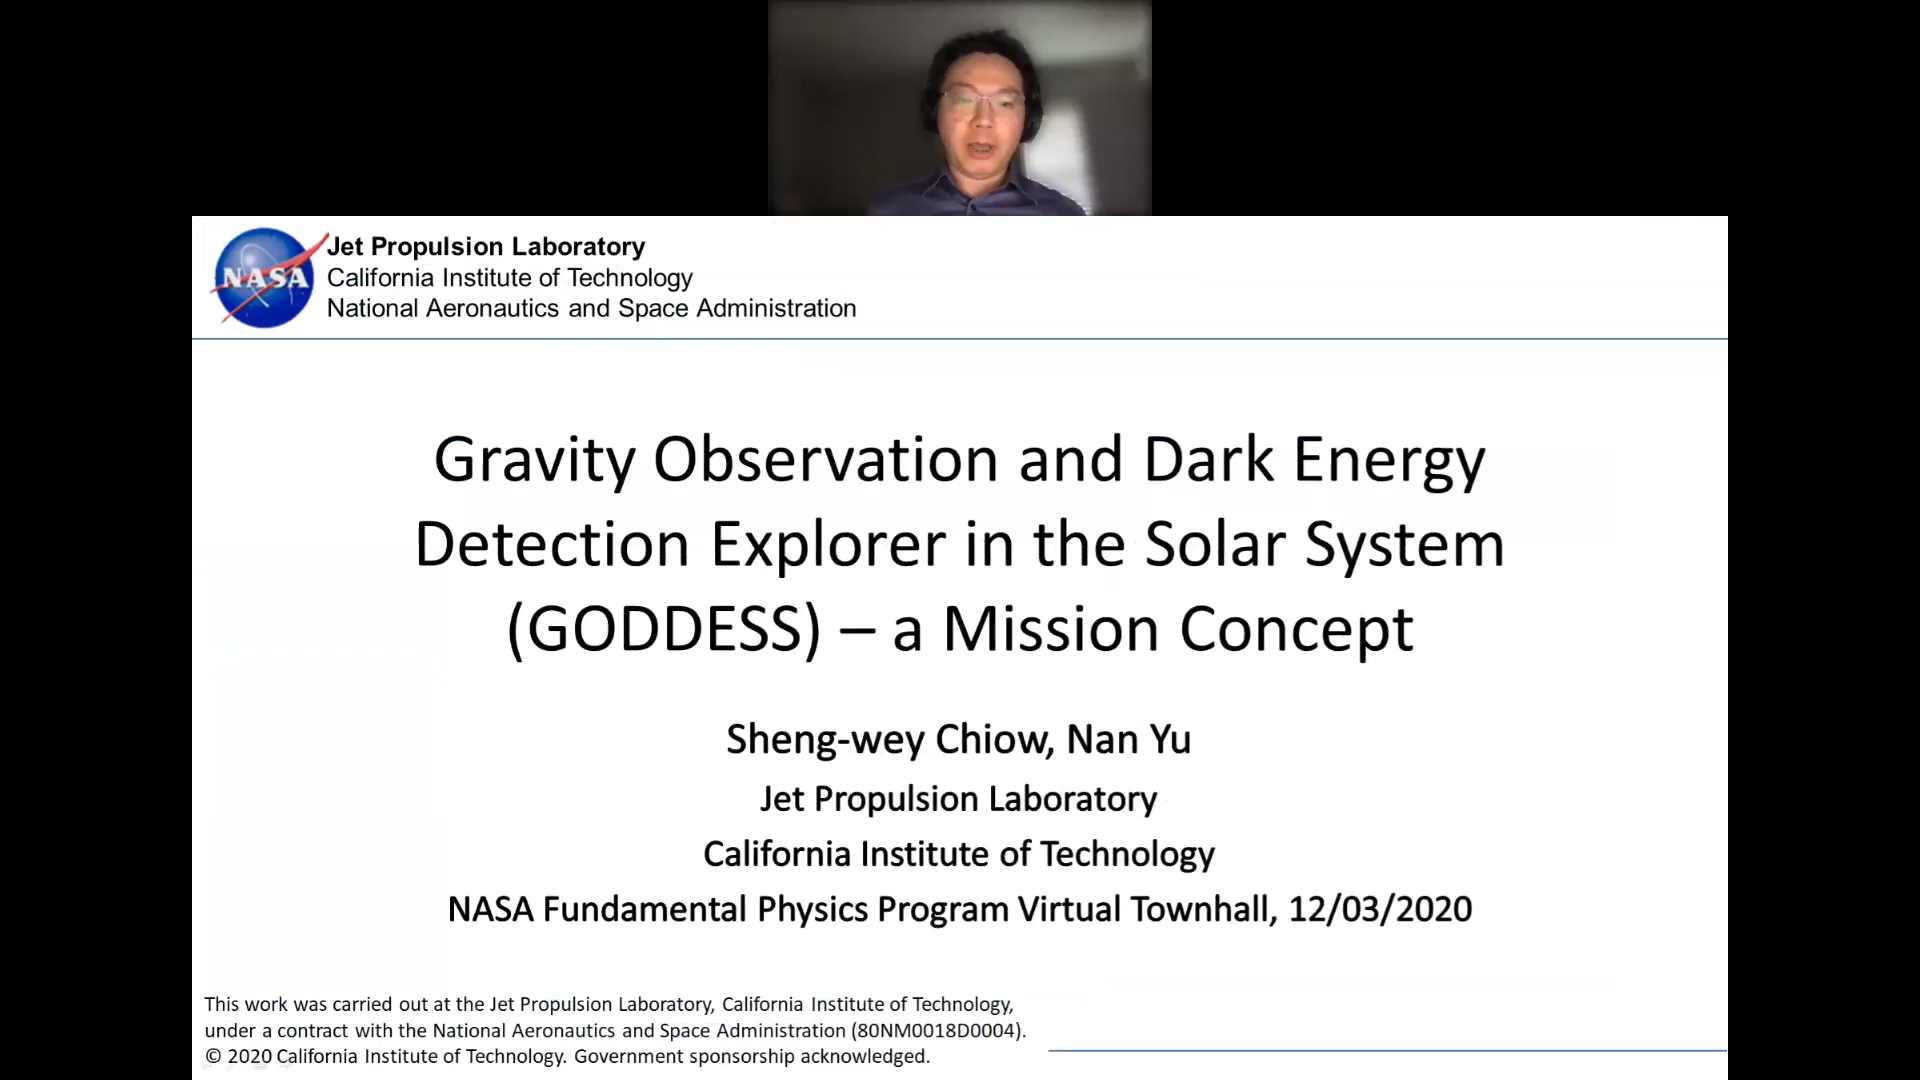 NASA
Jet Propulsion Laboratory
California Institute of Technology
National Aeronautics and Space Administration
Gravity Observation and Dark Energy
Detection Explorer in the Solar System
(GODDESS) – a Mission Concept
Sheng-wey Chiow, Nan Yu
Jet Propulsion Laboratory
California Institute of Technology
NASA Fundamental Physics Program Virtual Townhall, 12/03/2020
This work was carried out at the Jet Propulsion Laboratory, California Institute of Technology,
under a contract with the National Aeronautics and Space Administration (80NM0018D0004).
© 2020 California Institute of Technology. Government sponsorship acknowledged.